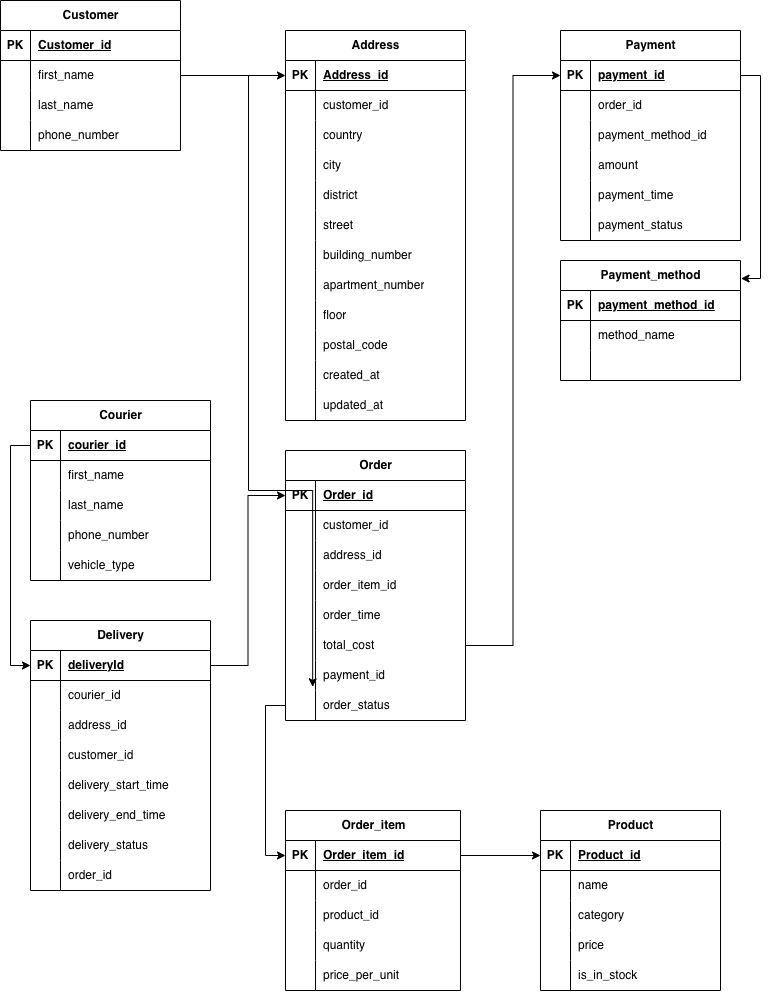 Customer
PK Customer_id
first_name
last_name
phone_number
Address
PK Address_id
customer_id
country
city
district
street
building_number
apartment_number
floor
postal_code
created_at
updated_at
Payment
PK payment_id
order_id
payment_method_id
amount
payment_time
payment_status
Payment_method
PK payment_method_id
method_name
Courier
PK courier_id
first_name
last_name
phone_number
vehicle_type
Order
PK Order_id
customer_id
address_id
order_item_id
order_time
total_cost
payment_id
order_status
Delivery
PK deliveryId
courier_id
address_id
customer_id
delivery_start_time
delivery_end_time
delivery_status
order_id
Order_item
PK Order_item_id
order_id
product_id
quantity
price_per_unit
Product
PK Product_id
name
category
price
is_in_stock